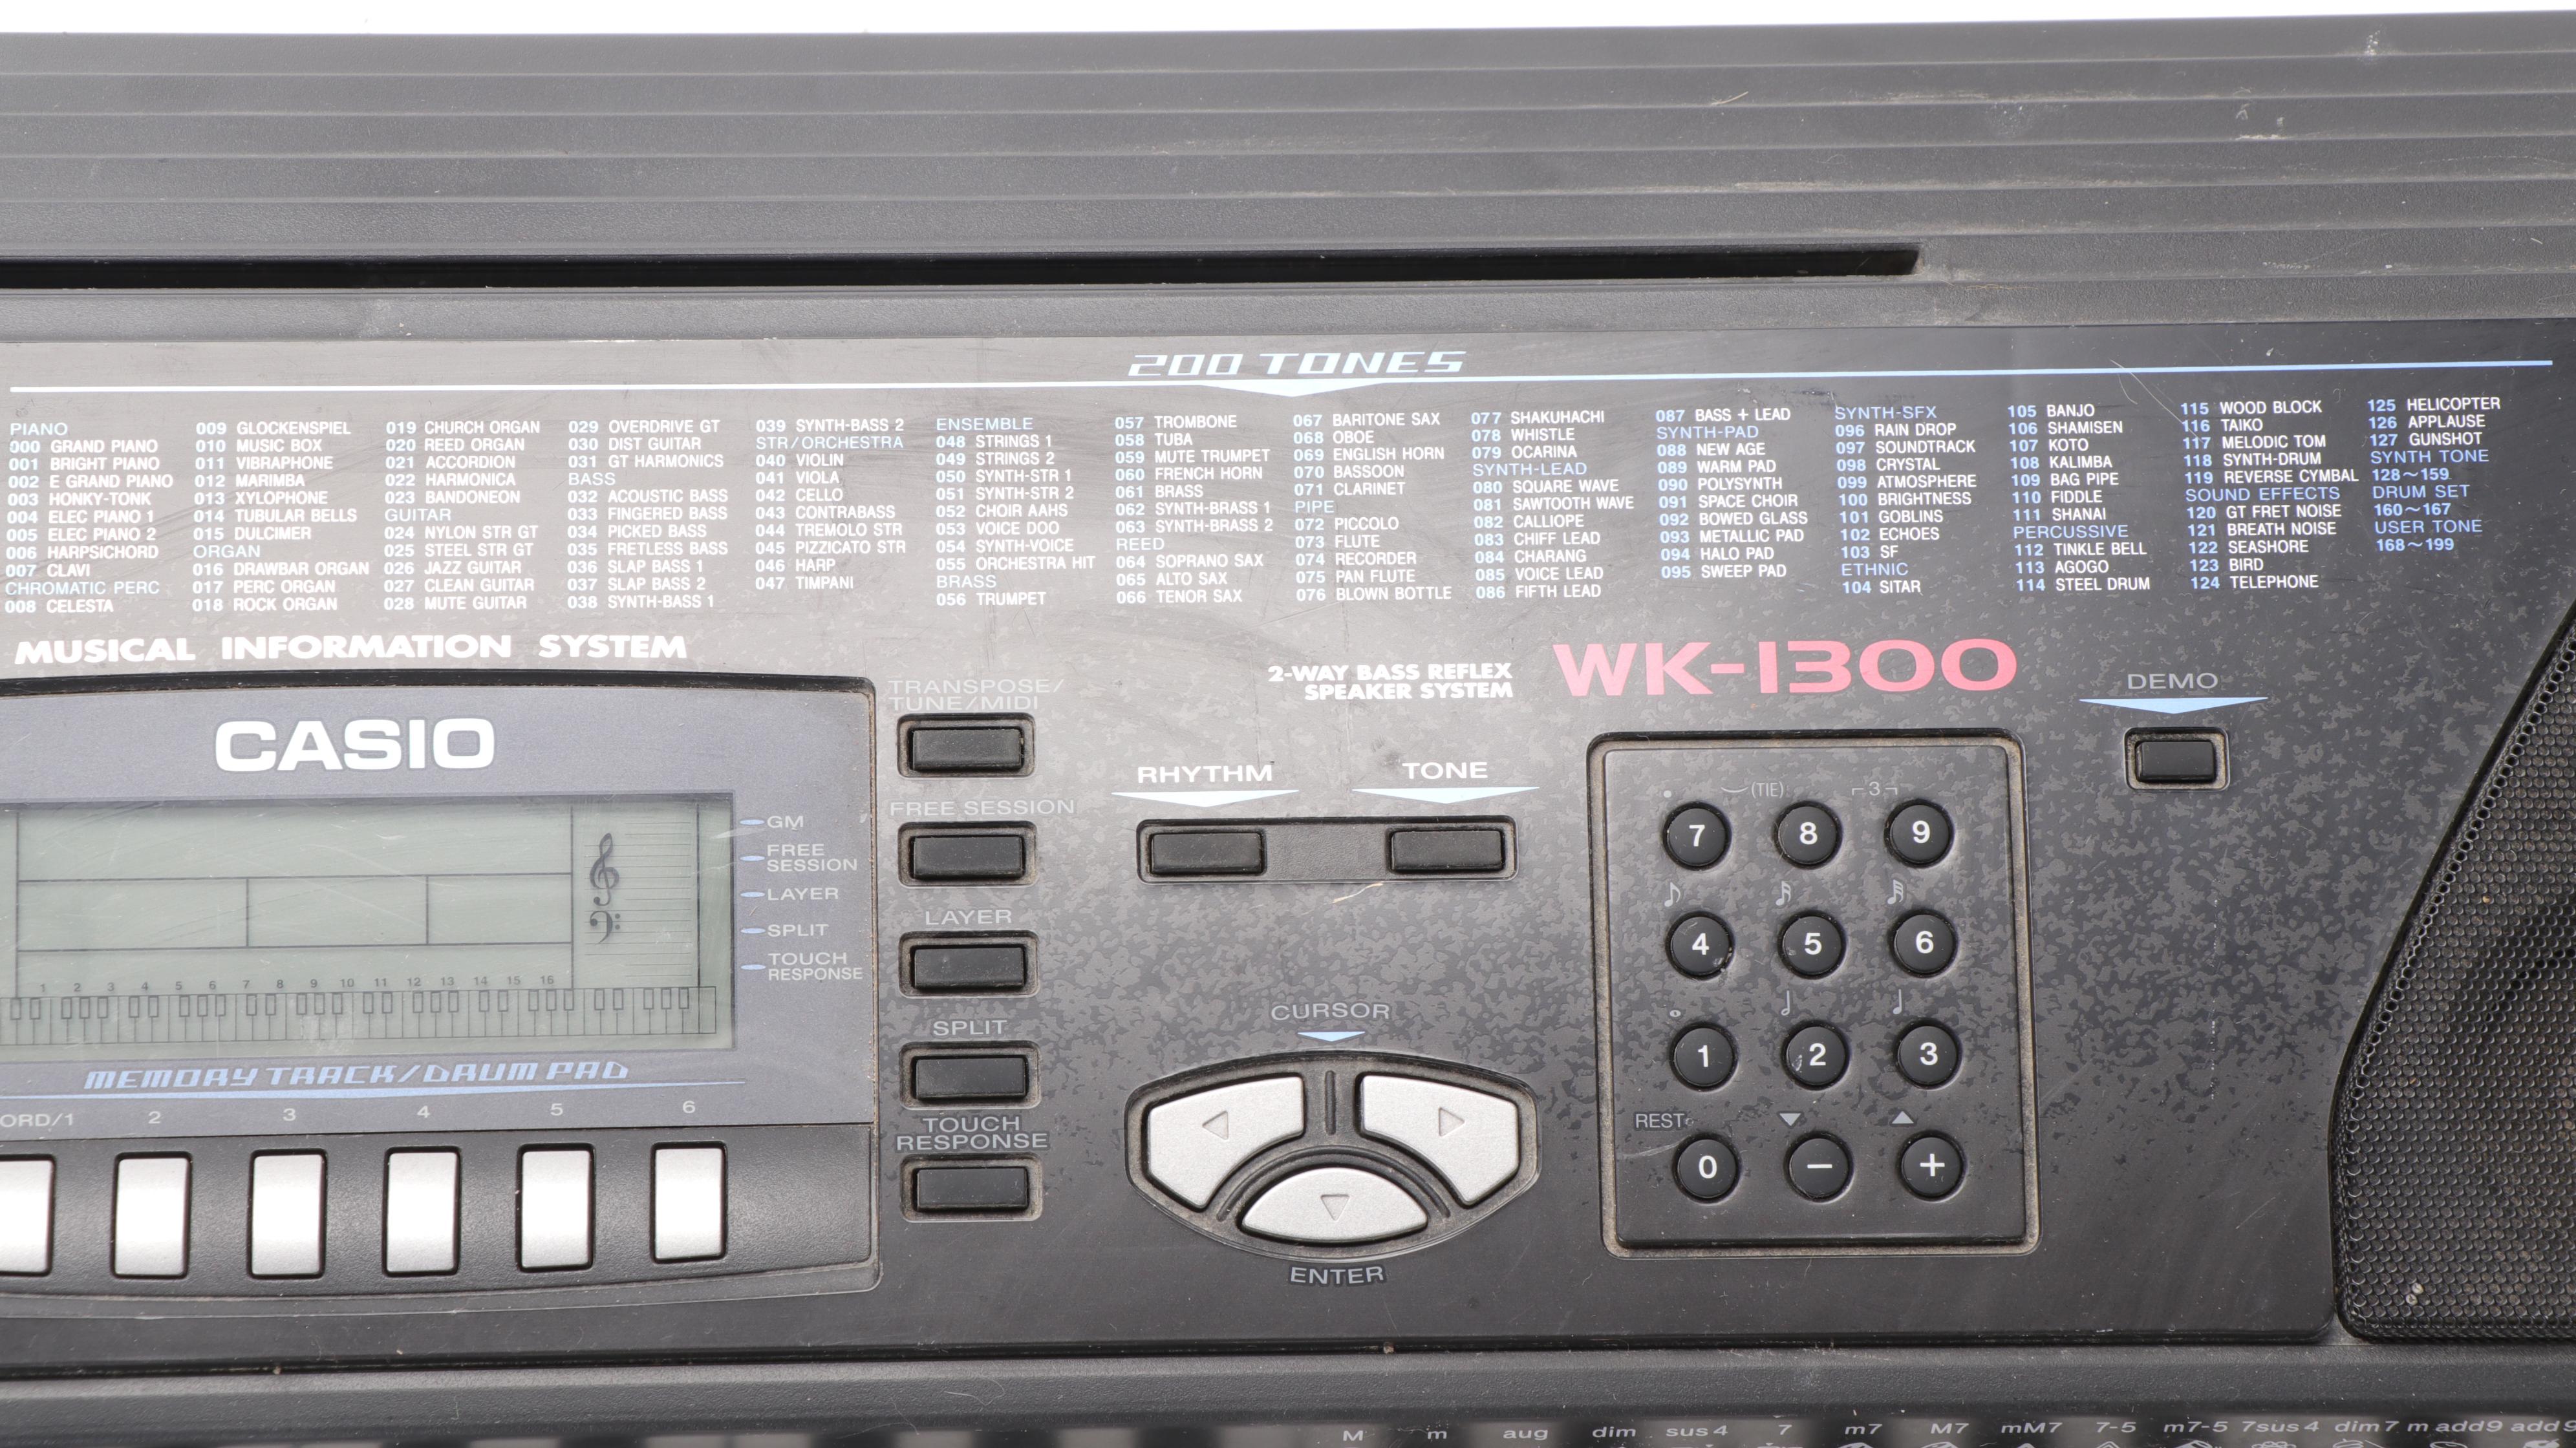 200 TONES
PIANO
000 GRAND PIANO
001 BRIGHT PIANO
002 E GRAND PIANO
003 HONKY-TONK
004 ELEC PIANO 1
005 ELEC PIANO 2
006 HARPSICHORD
007 CLAVI
CHROMATIC PERC
008 CELESTA
009 GLOCKENSPIEL
010 MUSIC BOX
011 VIBRAPHONE
012 MARIMBA
013 XYLOPHONE
014 TUBULAR BELLS
015 DULCIMER
ORGAN
016 DRAWBAR ORGAN
017 PERC ORGAN
018 ROCK ORGAN
019 CHURCH ORGAN
020 REED ORGAN
021 ACCORDION
022 HARMONICA
023 BANDONEON
GUITAR
024 NYLON STR GT
025 STEEL STR GT
026 JAZZ GUITAR
027 CLEAN GUITAR
028 MUTE GUITAR
029 OVERDRIVE GT
030 DIST GUITAR
031 GT HARMONICS
BASS
032 ACOUSTIC BASS
033 FINGERED BASS
034 PICKED BASS
035 FRETLESS BASS
036 SLAP BASS 1
037 SLAP BASS 2
038 SYNTH-BASS 1
039 SYNTH-BASS 2
STR/ORCHESTRA
040 VIOLIN
041 VIOLA
042 CELLO
043 CONTRABASS
044 TREMOLO STR
045 PIZZICATO STR
046 HARP
047 TIMPANI
ENSEMBLE
048 STRINGS 1
049 STRINGS 2
050 SYNTH-STR 1
051 SYNTH-STR 2
052 CHOIR AAHS
053 VOICE DOO
054 SYNTH-VOICE
055 ORCHESTRA HIT
BRASS
056 TRUMPET
057 TROMBONE
058 TUBA
059 MUTE TRUMPET
060 FRENCH HORN
061 BRASS
062 SYNTH-BRASS 1
063 SYNTH-BRASS 2
REED
064 SOPRANO SAX
065 ALTO SAX
066 TENOR SAX
067 BARITONE SAX
068 OBOE
069 ENGLISH HORN
070 BASSOON
071 CLARINET
PIPE
072 PICCOLO
073 FLUTE
074 RECORDER
075 PAN FLUTE
076 BLOWN BOTTLE
077 SHAKUHACHI
078 WHISTLE
079 OCARINA
SYNTH-LEAD
080 SQUARE WAVE
081 SAWTOOTH WAVE
082 CALLIOPE
083 CHIFF LEAD
084 CHARANG
085 VOICE LEAD
086 FIFTH LEAD
087 BASS + LEAD
SYNTH-PAD
088 NEW AGE
089 WARM PAD
090 POLYSYNTH
091 SPACE CHOIR
092 BOWED GLASS
093 METALLIC PAD
094 HALO PAD
095 SWEEP PAD
SYNTH-SFX
096 RAIN DROP
097 SOUNDTRACK
098 CRYSTAL
099 ATMOSPHERE
100 BRIGHTNESS
101 GOBLINS
102 ECHOES
103 SF
ETHNIC
104 SITAR
105 BANJO
106 SHAMISEN
107 KOTO
108 KALIMBA
109 BAG PIPE
110 FIDDLE
111 SHANAI
PERCUSSIVE
112 TINKLE BELL
113 AGOGO
114 STEEL DRUM
115 WOOD BLOCK
116 TAIKO
117 MELODIC TOM
118 SYNTH-DRUM
119 REVERSE CYMBAL
SOUND EFFECTS
120 GT FRET NOISE
121 BREATH NOISE
122 SEASHORE
123 BIRD
124 TELEPHONE
125 HELICOPTER
126 APPLAUSE
127 GUNSHOT
SYNTH TONE
128~159
DRUM SET
160~167
USER TONE
168~199
MUSICAL INFORMATION SYSTEM
2-WAY BASS REFLEX
SPEAKER SYSTEM
WK-1300
CASIO
GM
FREE
SESSION
LAYER
SPLIT
TOUCH
RESPONSE
1 2 3 4 5 6 7 8 9 10 11 12 13 14 15 16
MEMORY TRACK/DRUM PAD
ORD/1 2 3 4 5 6
TRANSPOSE/
TUNE/MIDI
FREE SESSION
LAYER
SPLIT
TOUCH
RESPONSE
RHYTHM TONE
CURSOR
ENTER
DEMO
(TIE) 3
7 8 9
4 5 6
1 2 3
REST
0 − +
M m aug dim sus4 7 m7 M7 mM7 7-5 m7-5 7sus4 dim7 m add9 add9